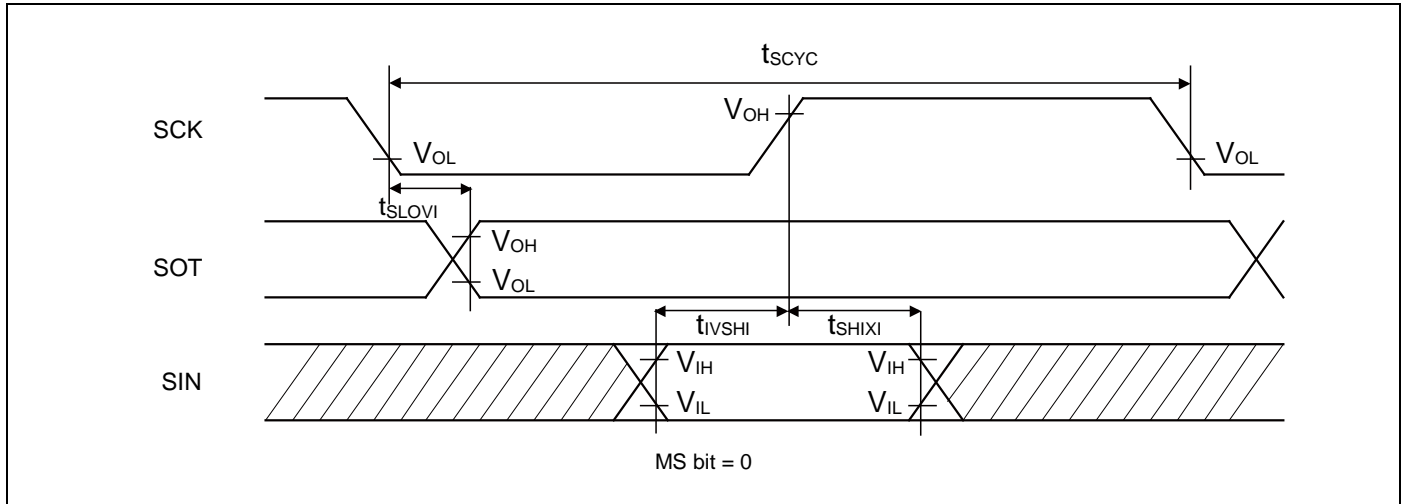 tSCYC
SCK
VOH
VOL
VOL
tSLOVI
SOT
VOH
VOL
tIVSHI
tSHIXI
SIN
VIH
VIH
VIL
VIL
MS bit = 0